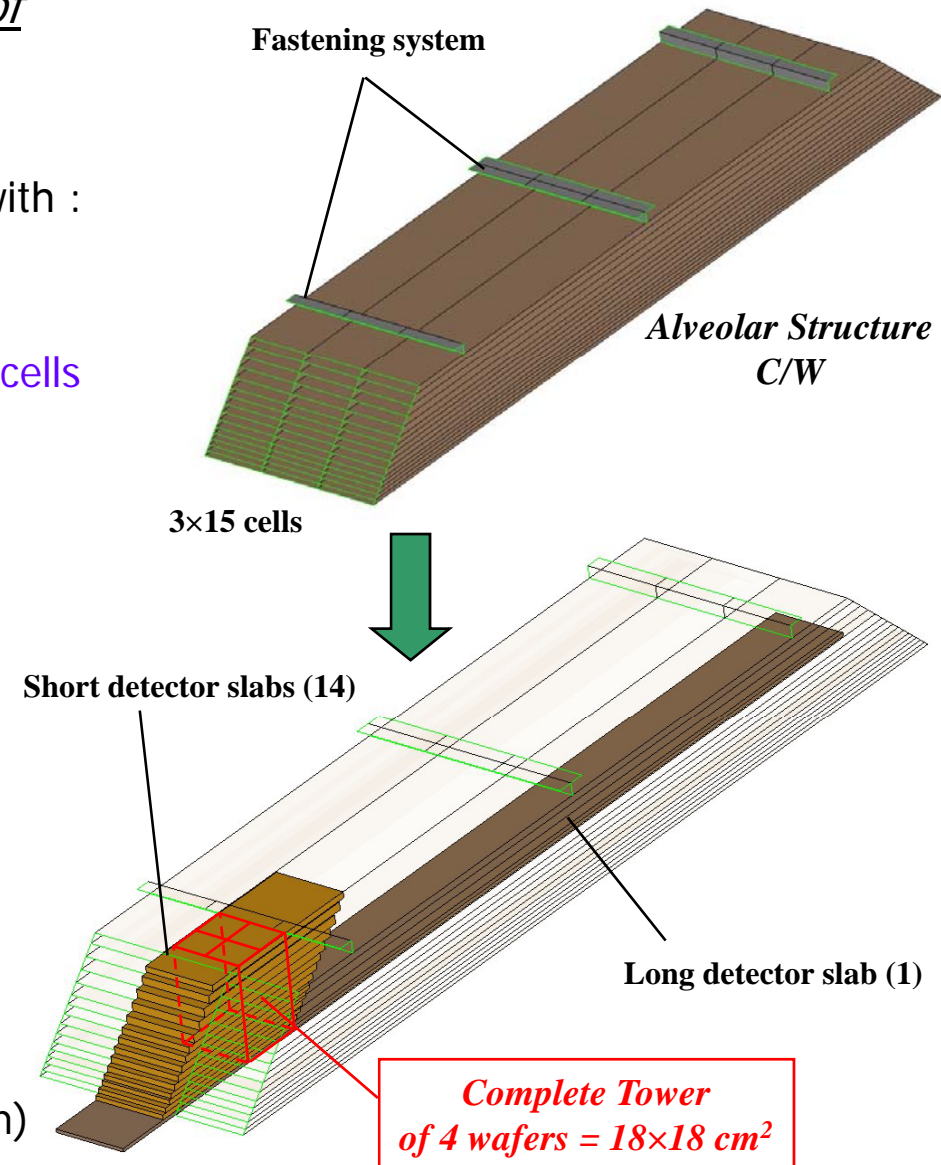 Fastening system
with :
Alveolar Structure
C/W
cells
3×15 cells
Short detector slabs (14)
Long detector slab (1)
Complete Tower
of 4 wafers = 18×18 cm²